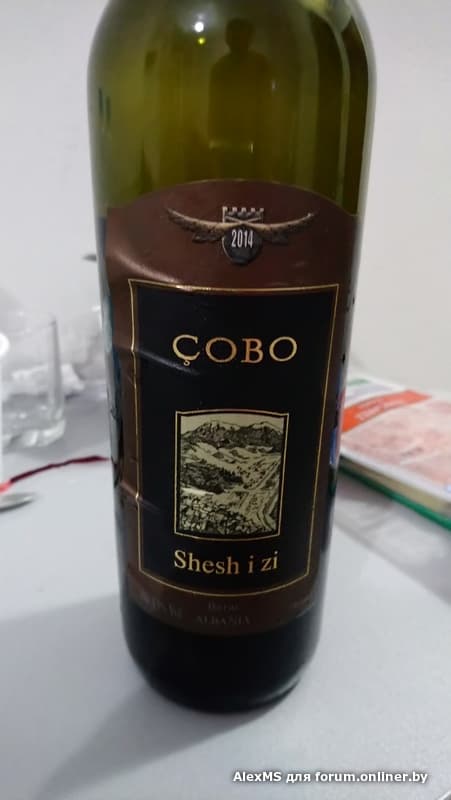 2014
ÇOBO
Shesh i zi
Berat
ALBANIA
AlexMS для forum.onliner.by